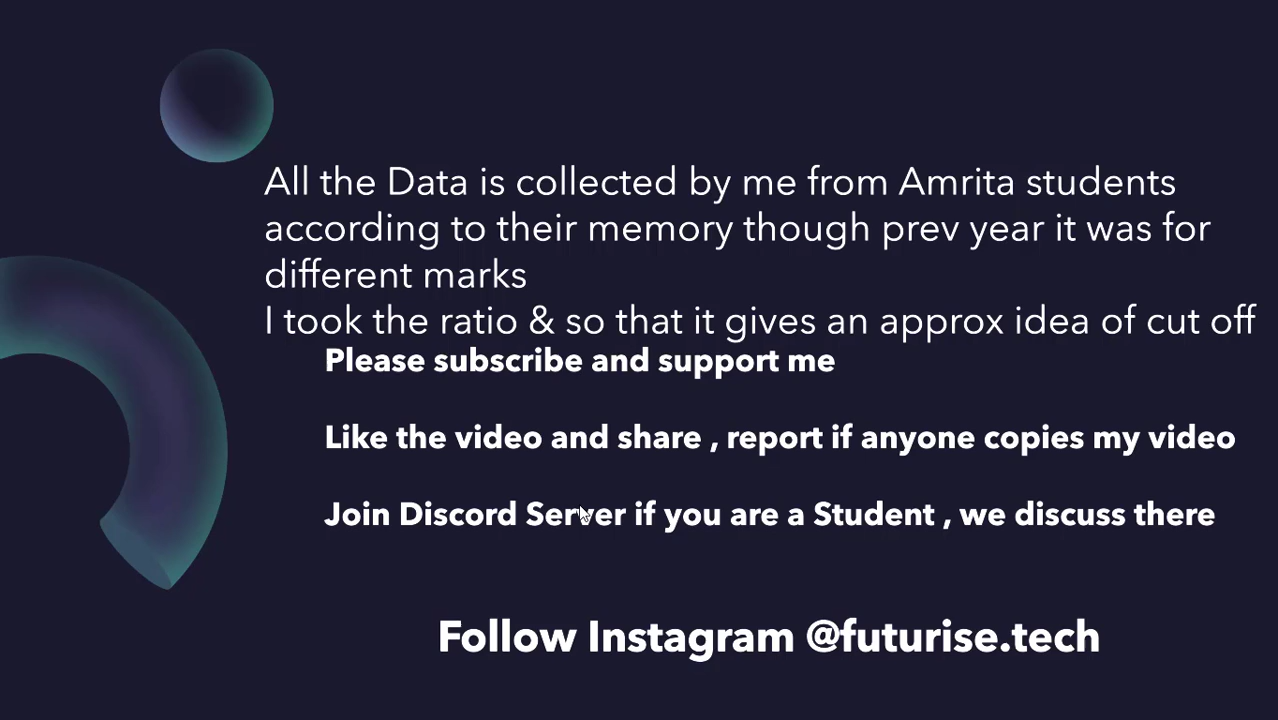 All the Data is collected by me from Amrita students
according to their memory though prev year it was for
different marks
I took the ratio & so that it gives an approx idea of cut off
Please subscribe and support me
Like the video and share , report if anyone copies my video
Join Discord Server if you are a Student , we discuss there
Follow Instagram @futurise.tech